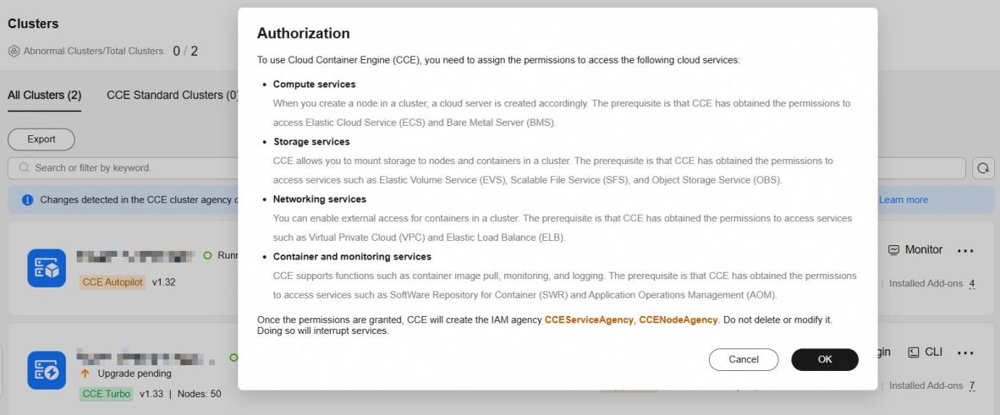 Clusters
Abnormal Clusters/Total Clusters 0 / 2
All Clusters (2) CCE Standard Clusters (0)
Export
Search or filter by keyword.
Changes detected in the CCE cluster agency
Learn more
Runn
CCE Autopilot v1.32
Monitor ...
Installed Add-ons 4
Upgrade pending
CCE Turbo v1.33 | Nodes: 50
gin CLI ...
Installed Add-ons 7
Authorization
To use Cloud Container Engine (CCE), you need to assign the permissions to access the following cloud services:
• Compute services
When you create a node in a cluster, a cloud server is created accordingly. The prerequisite is that CCE has obtained the permissions to
access Elastic Cloud Service (ECS) and Bare Metal Server (BMS).
• Storage services
CCE allows you to mount storage to nodes and containers in a cluster. The prerequisite is that CCE has obtained the permissions to
access services such as Elastic Volume Service (EVS), Scalable File Service (SFS), and Object Storage Service (OBS).
• Networking services
You can enable external access for containers in a cluster. The prerequisite is that CCE has obtained the permissions to access services
such as Virtual Private Cloud (VPC) and Elastic Load Balance (ELB).
• Container and monitoring services
CCE supports functions such as container image pull, monitoring, and logging. The prerequisite is that CCE has obtained the permissions
to access services such as SoftWare Repository for Container (SWR) and Application Operations Management (AOM).
Once the permissions are granted, CCE will create the IAM agency CCEServiceAgency, CCENodeAgency. Do not delete or modify it.
Doing so will interrupt services.
Cancel OK